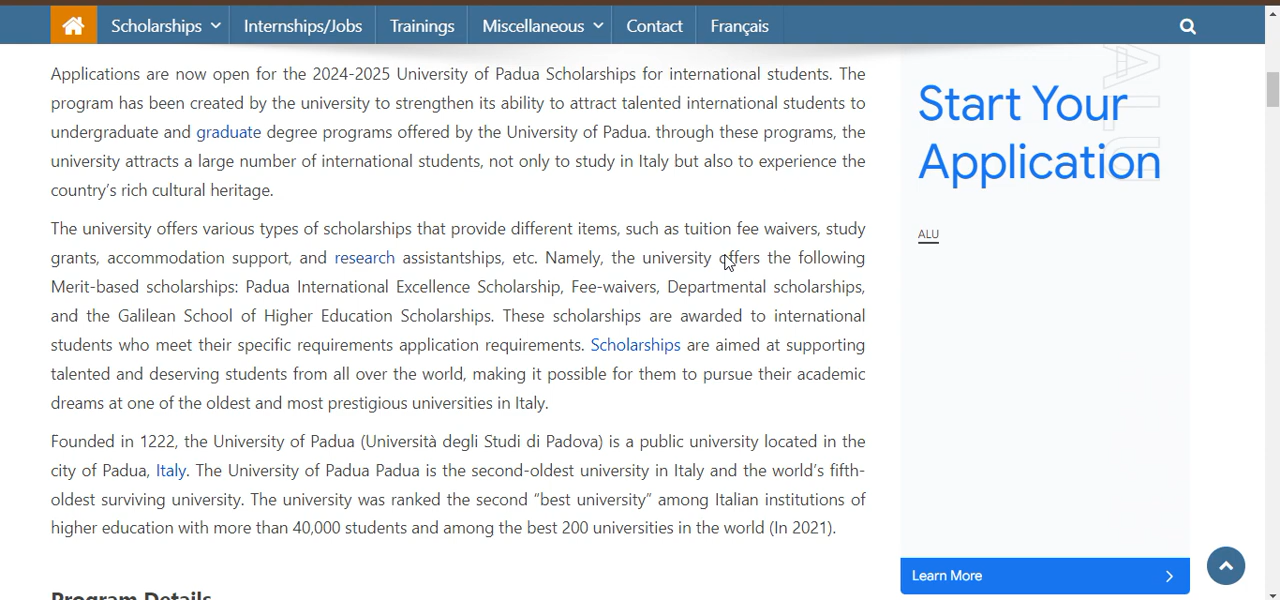 Scholarships Internships/Jobs Trainings Miscellaneous Contact Français
Applications are now open for the 2024-2025 University of Padua Scholarships for international students. The
program has been created by the university to strengthen its ability to attract talented international students to
undergraduate and graduate degree programs offered by the University of Padua. through these programs, the
university attracts a large number of international students, not only to study in Italy but also to experience the
country's rich cultural heritage.
The university offers various types of scholarships that provide different items, such as tuition fee waivers, study
grants, accommodation support, and research assistantships, etc. Namely, the university offers the following
Merit-based scholarships: Padua International Excellence Scholarship, Fee-waivers, Departmental scholarships,
and the Galilean School of Higher Education Scholarships. These scholarships are awarded to international
students who meet their specific requirements application requirements. Scholarships are aimed at supporting
talented and deserving students from all over the world, making it possible for them to pursue their academic
dreams at one of the oldest and most prestigious universities in Italy.
Founded in 1222, the University of Padua (Università degli Studi di Padova) is a public university located in the
city of Padua, Italy. The University of Padua Padua is the second-oldest university in Italy and the world's fifth-
oldest surviving university. The university was ranked the second “best university” among Italian institutions of
higher education with more than 40,000 students and among the best 200 universities in the world (In 2021).
Program Details
Start Your
Application
ALU
Learn More